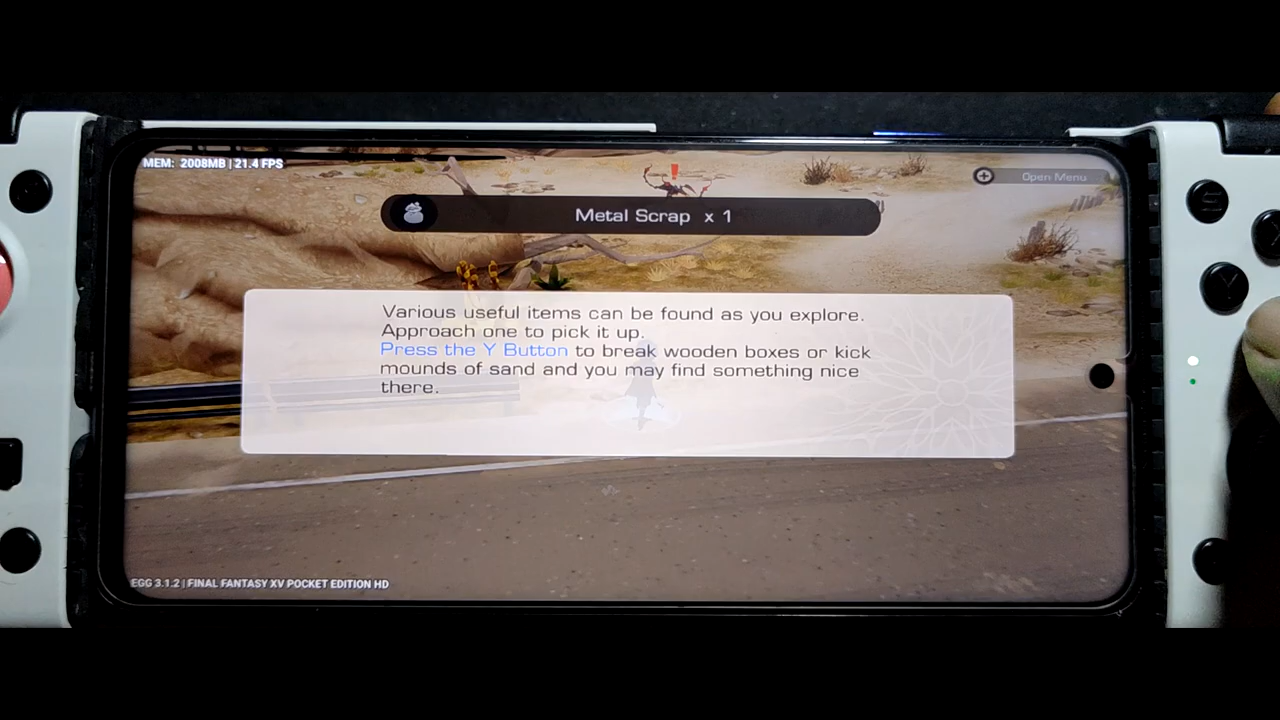 MEM: 2008MB | 21.4 FPS
Open Menu
Metal Scrap x 1
Various useful items can be found as you explore.
Approach one to pick it up.
Press the Y Button to break wooden boxes or kick
mounds of sand and you may find something nice
there.
EGG 3.1.2 | FINAL FANTASY XV POCKET EDITION HD
Y